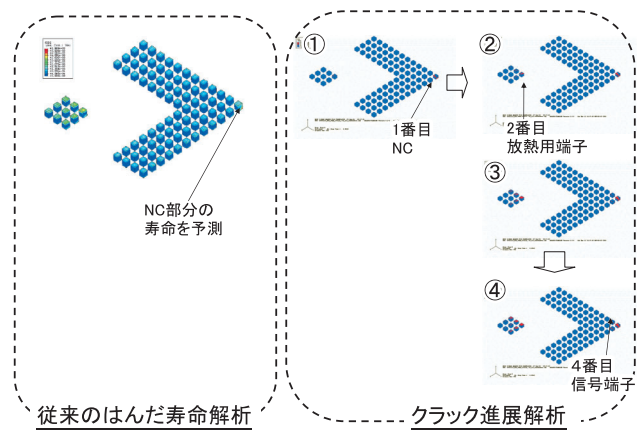 NC部分の
寿命を予測
従来のはんだ寿命解析
①
1番目
NC
②
2番目
放熱用端子
③
④
4番目
信号端子
クラック進展解析